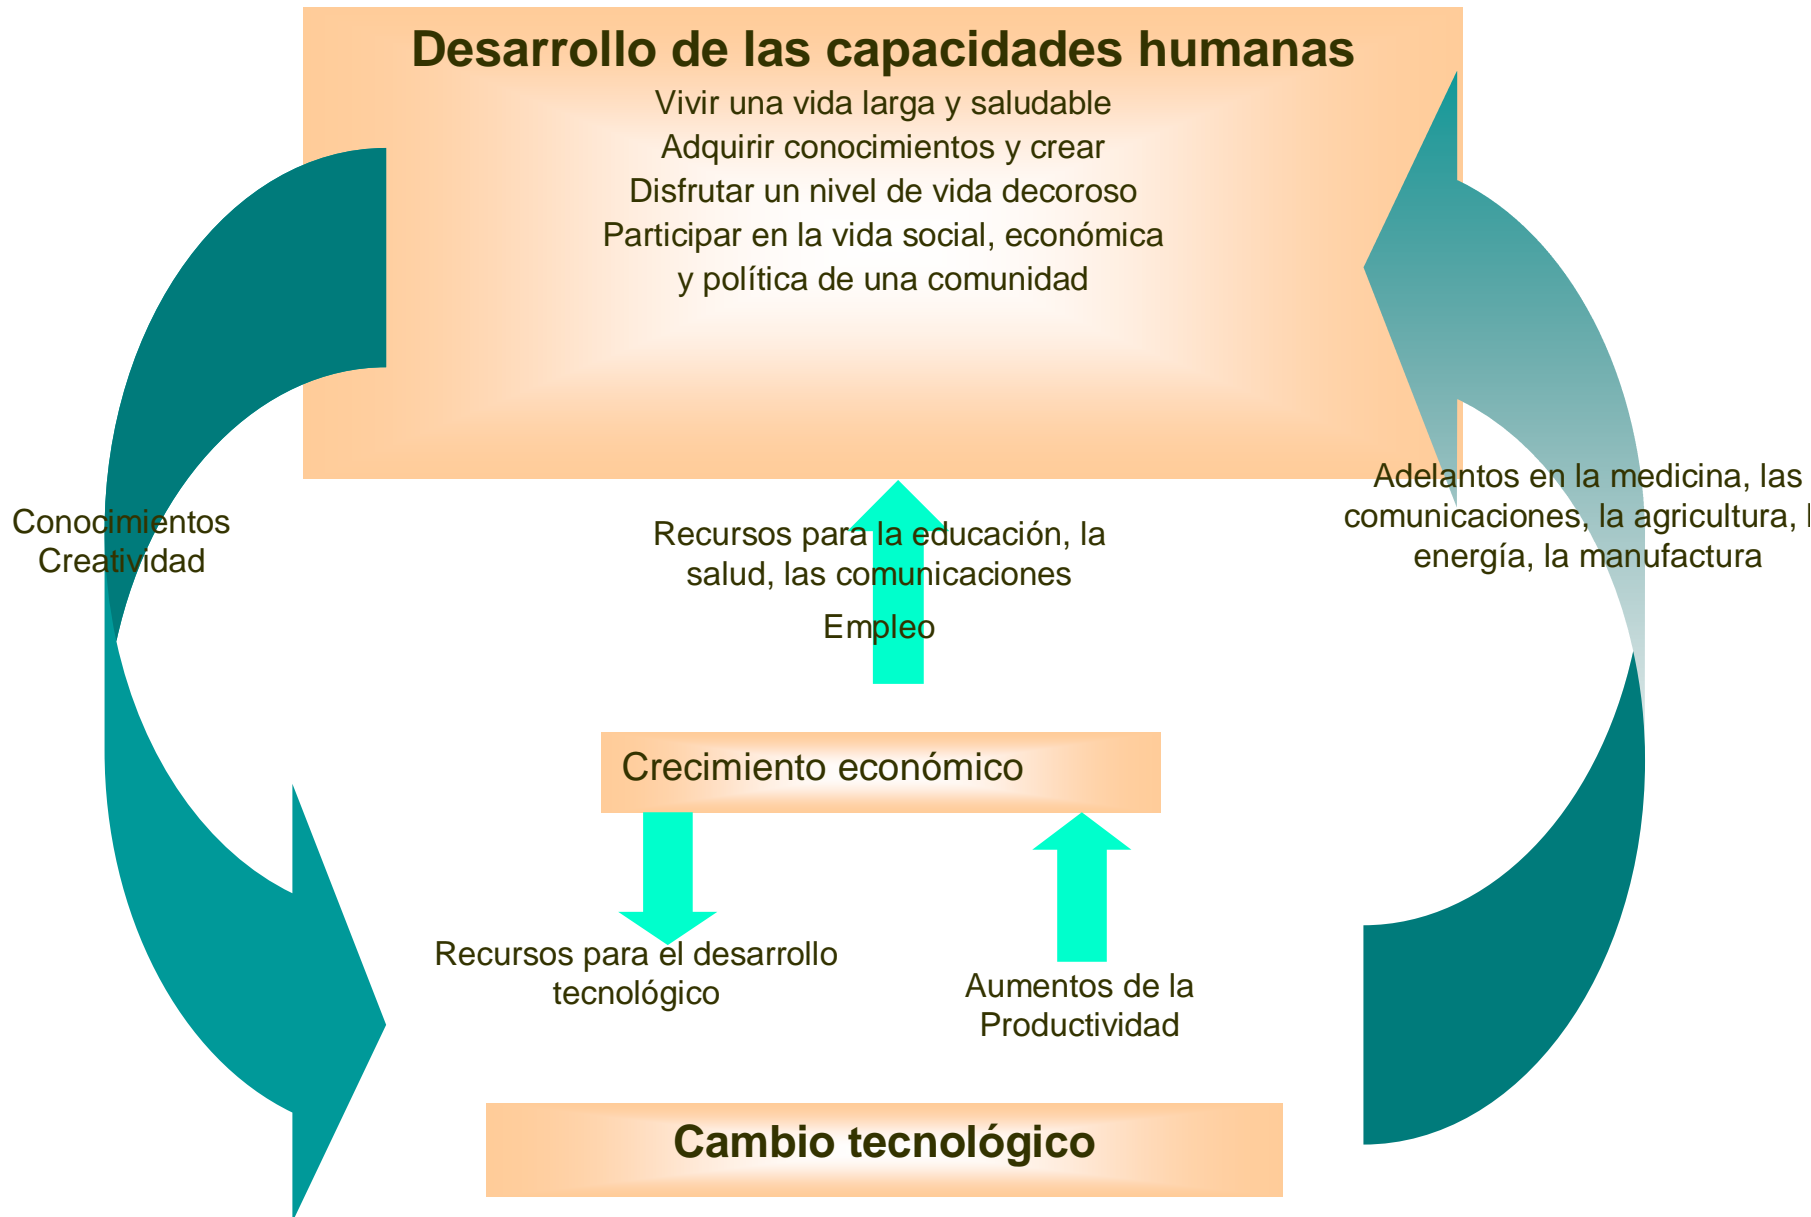 Desarrollo de las capacidades humanas
Vivir una vida larga y saludable
Adquirir conocimientos y crear
Disfrutar un nivel de vida decoroso
Participar en la vida social, económica
y política de una comunidad
Conocimientos
Creatividad
Recursos para la educación, la
salud, las comunicaciones
Empleo
Adelantos en la medicina, las
comunicaciones, la agricultura,
energía, la manufactura
Crecimiento económico
Recursos para el desarrollo
tecnológico
Aumentos de la
Productividad
Cambio tecnológico